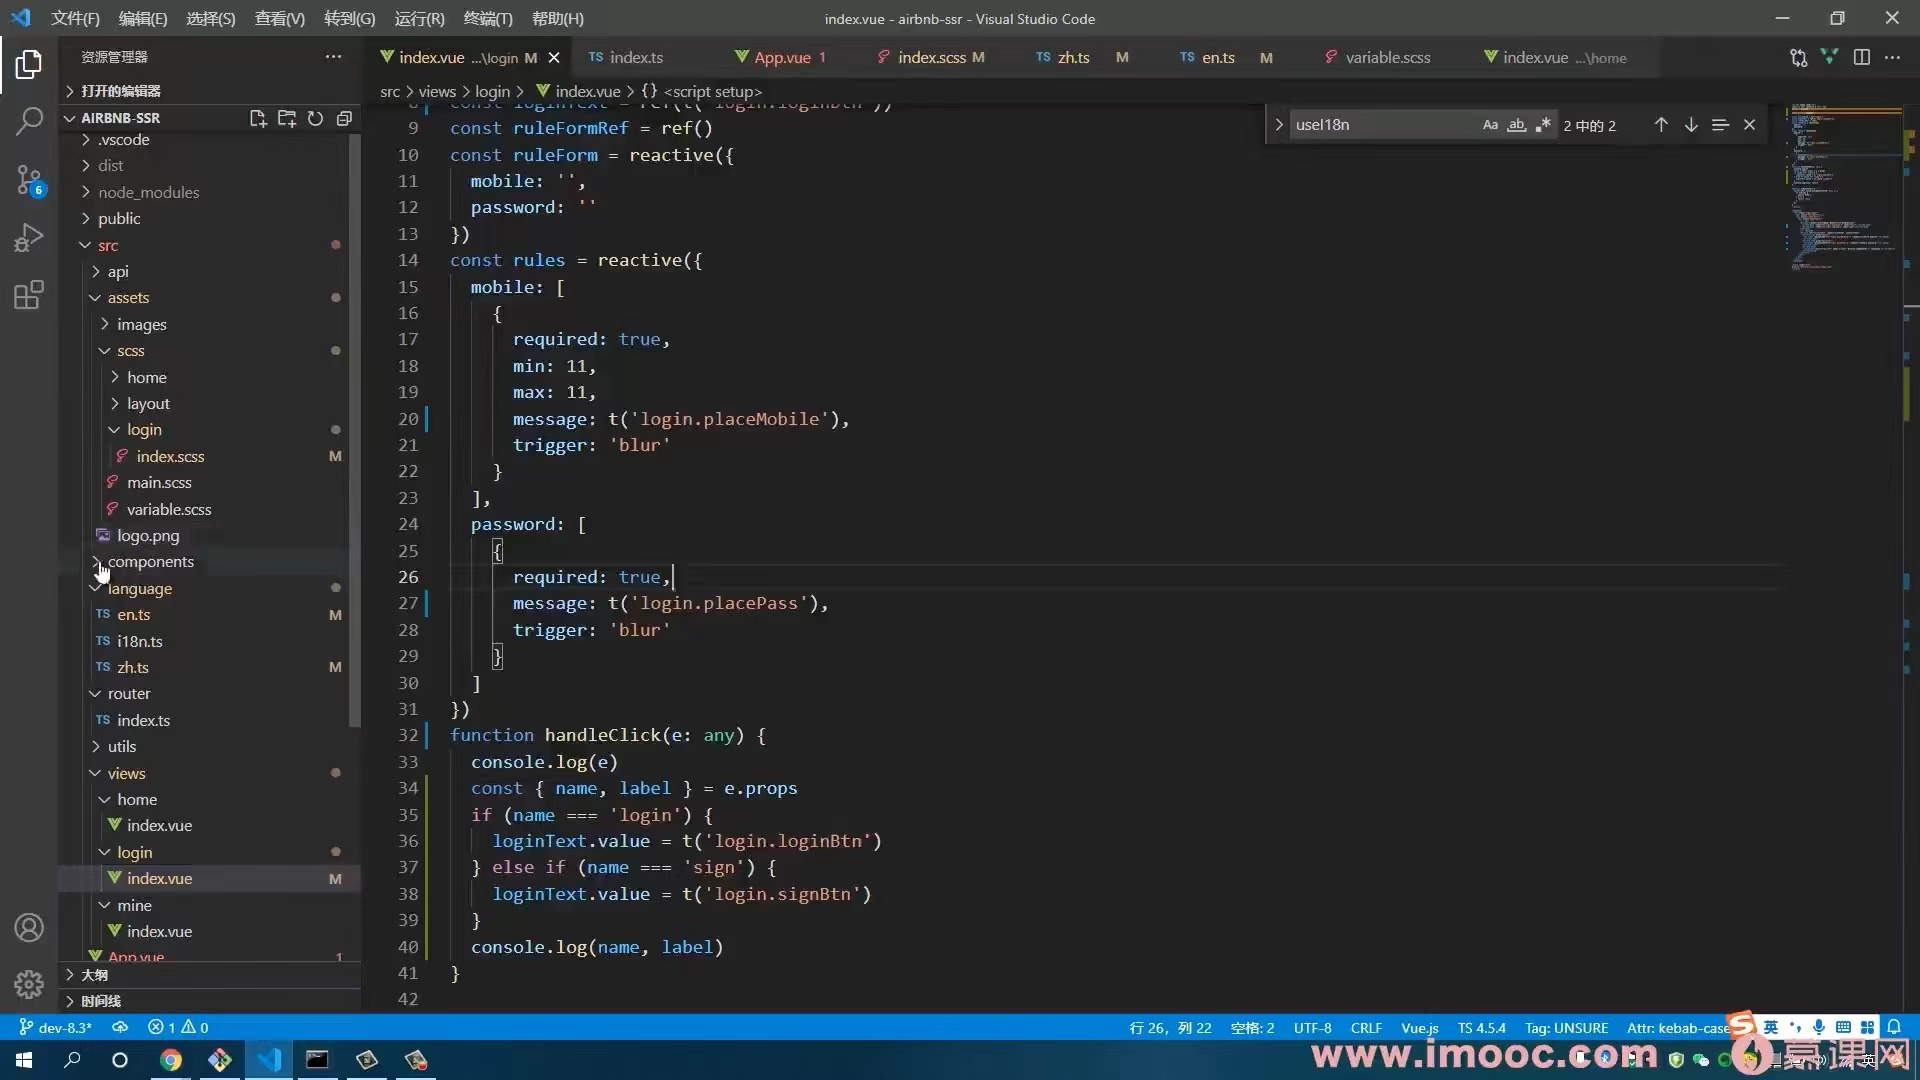 文件(F) 编辑(E) 选择(S) 查看(V) 转到(G) 运行(R) 终端(T) 帮助(H)
index.vue - airbnb-ssr - Visual Studio Code
资源管理器
index.vue ...\login M
TS index.ts
App.vue 1
index.scss M
TS zh.ts M
TS en.ts M
variable.scss
index.vue ...\home
打开的编辑器
src > views > login > index.vue > {} <script setup>
AIRBNB-SSR
useI18n
Aa ab
2 中的 2
.vscode
dist
node_modules
public
src
api
assets
images
scss
home
layout
login
index.scss M
main.scss
variable.scss
logo.png
components
language
TS en.ts M
TS i18n.ts
TS zh.ts M
router
TS index.ts
utils
views
home
index.vue
login
index.vue M
mine
index.vue
App.vue 1
大纲
时间线
6
8 const loginText = ref(t('login.loginBtn'))
9 const ruleFormRef = ref()
10 const ruleForm = reactive({
11 mobile: '',
12 password: ''
13 })
14 const rules = reactive({
15 mobile: [
16 {
17 required: true,
18 min: 11,
19 max: 11,
20 message: t('login.placeMobile'),
21 trigger: 'blur'
22 }
23 ],
24 password: [
25 {
26 required: true,
27 message: t('login.placePass'),
28 trigger: 'blur'
29 }
30 ]
31 })
32 function handleClick(e: any) {
33 console.log(e)
34 const { name, label } = e.props
35 if (name === 'login') {
36 loginText.value = t('login.loginBtn')
37 } else if (name === 'sign') {
38 loginText.value = t('login.signBtn')
39 }
40 console.log(name, label)
41 }
42
dev-8.3* 1 0
行 26，列 22 空格: 2 UTF-8 CRLF Vue.js TS 4.5.4 Tag: UNSURE Attr: kebab-case
英
www.imooc.com 慕课网
英